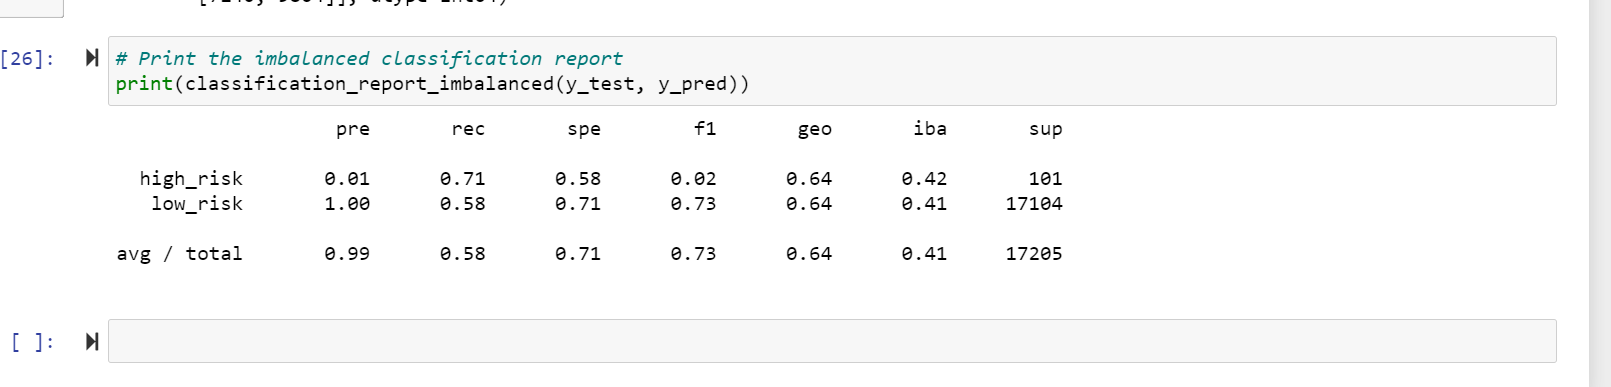 [26]:
# Print the imbalanced classification report
print(classification_report_imbalanced(y_test, y_pred))
pre rec spe f1 geo iba sup
high_risk 0.01 0.71 0.58 0.02 0.64 0.42 101
low_risk 1.00 0.58 0.71 0.73 0.64 0.41 17104
avg / total 0.99 0.58 0.71 0.73 0.64 0.41 17205
[ ]: